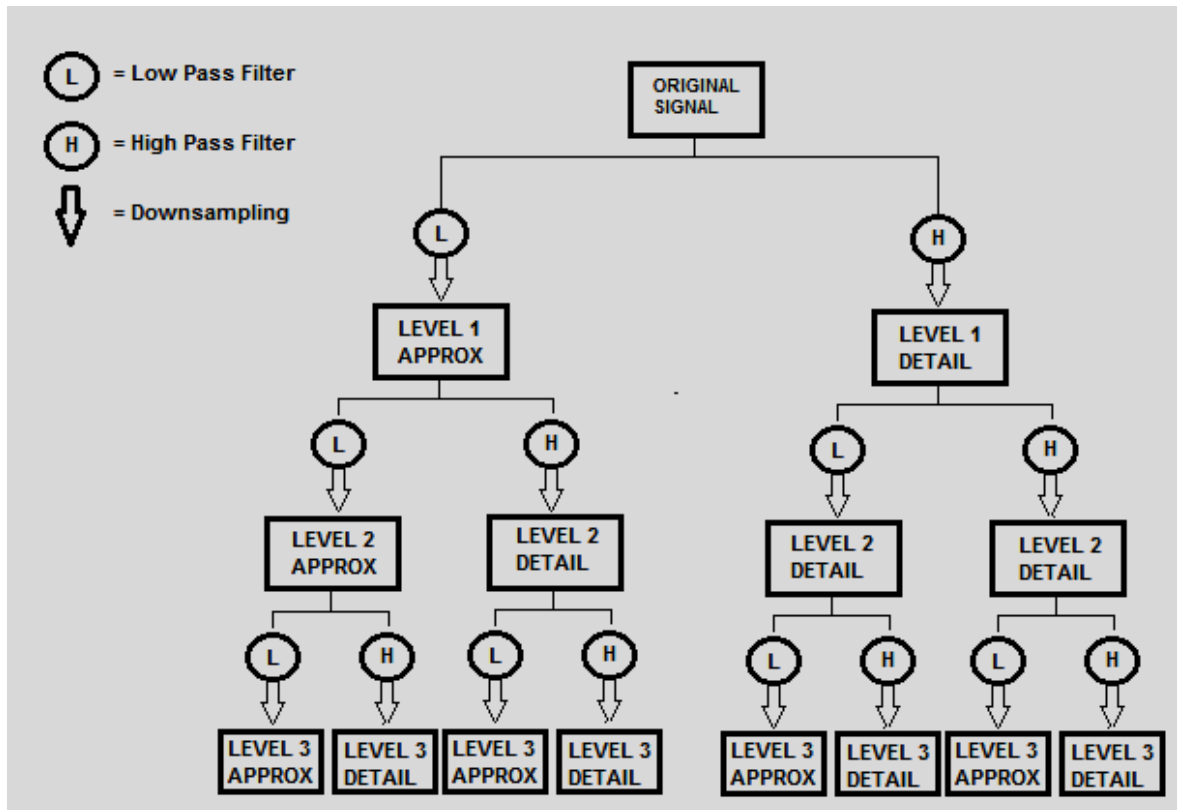 L = Low Pass Filter
H = High Pass Filter
= Downsampling
ORIGINAL
SIGNAL
L
H
LEVEL 1
APPROX
LEVEL 1
DETAIL
L
H
L
H
LEVEL 2
APPROX
LEVEL 2
DETAIL
LEVEL 2
DETAIL
LEVEL 2
DETAIL
L
H
L
H
L
H
L
H
LEVEL 3
APPROX
LEVEL 3
DETAIL
LEVEL 3
APPROX
LEVEL 3
DETAIL
LEVEL 3
APPROX
LEVEL 3
DETAIL
LEVEL 3
APPROX
LEVEL 3
DETAIL